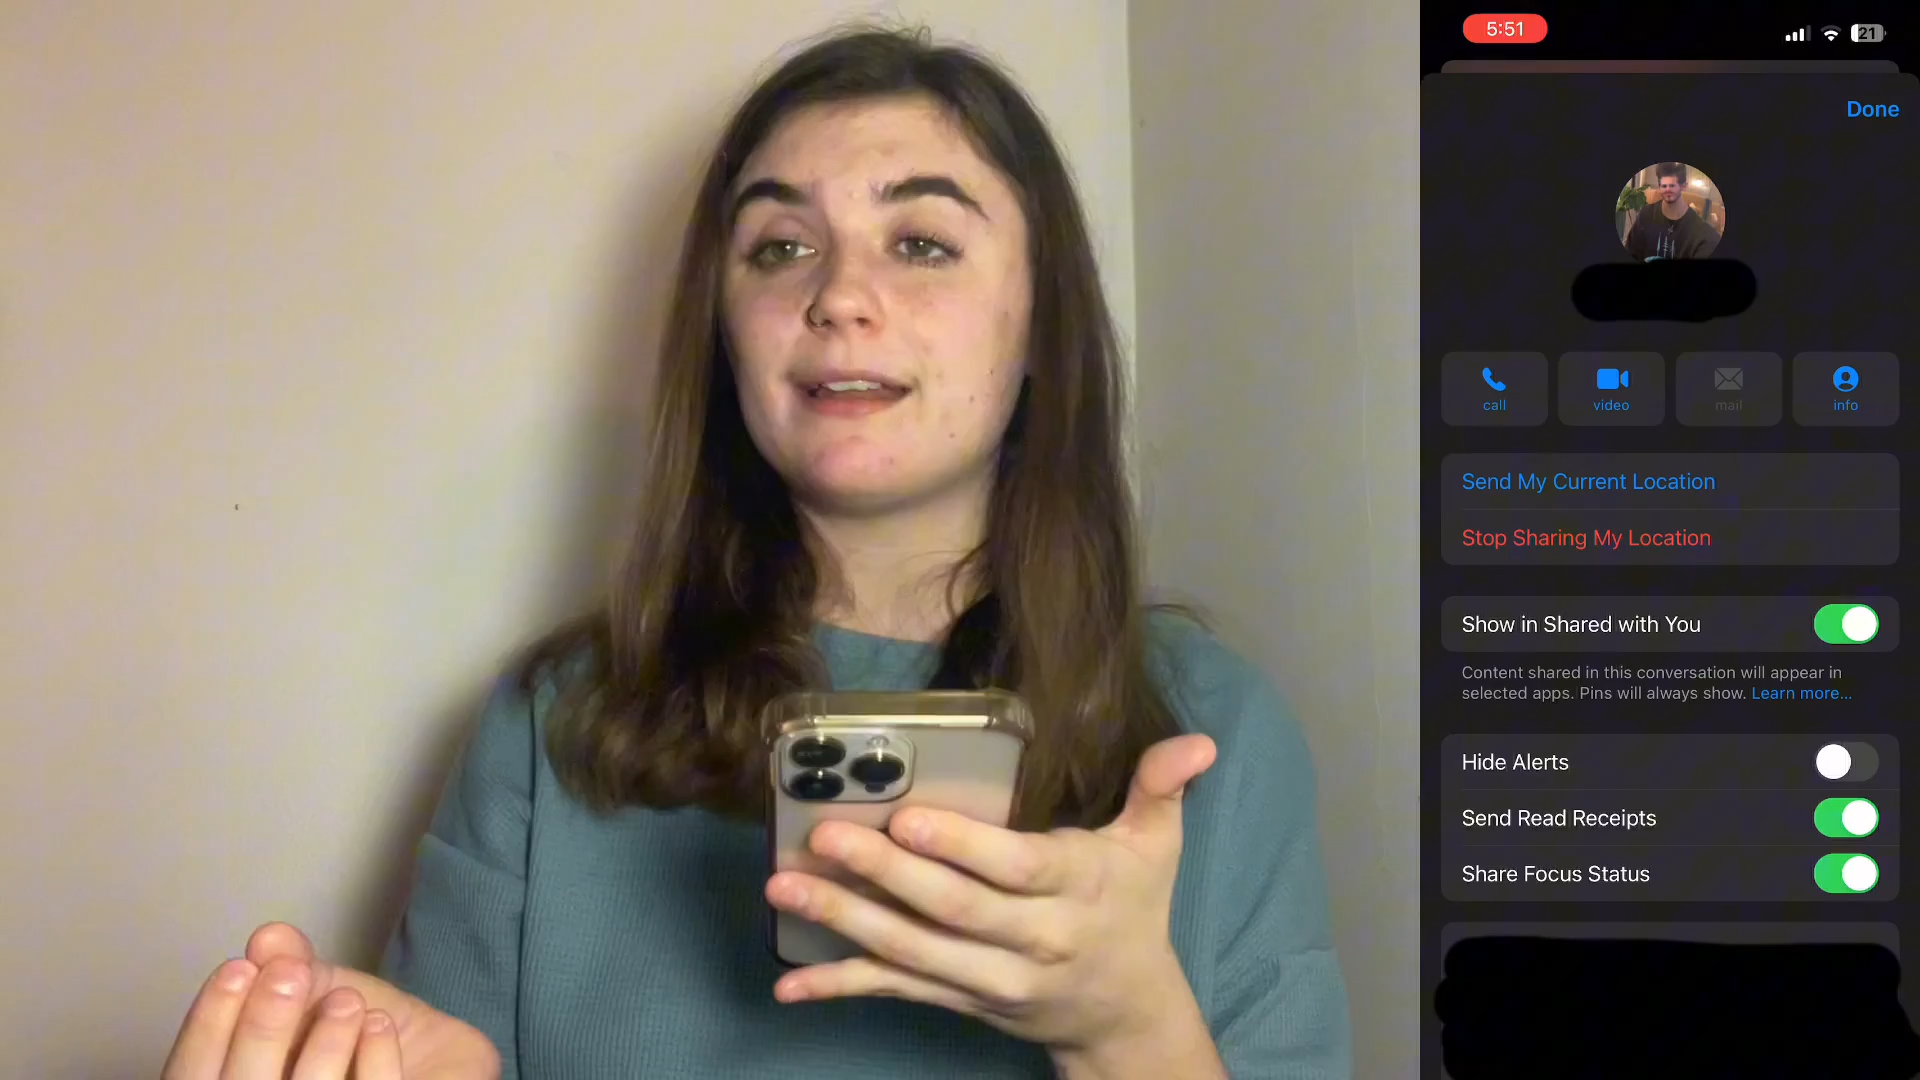 5:51
21
Done
call
video
mail
info
Send My Current Location
Stop Sharing My Location
Show in Shared with You
Content shared in this conversation will appear in
selected apps. Pins will always show. Learn more...
Hide Alerts
Send Read Receipts
Share Focus Status